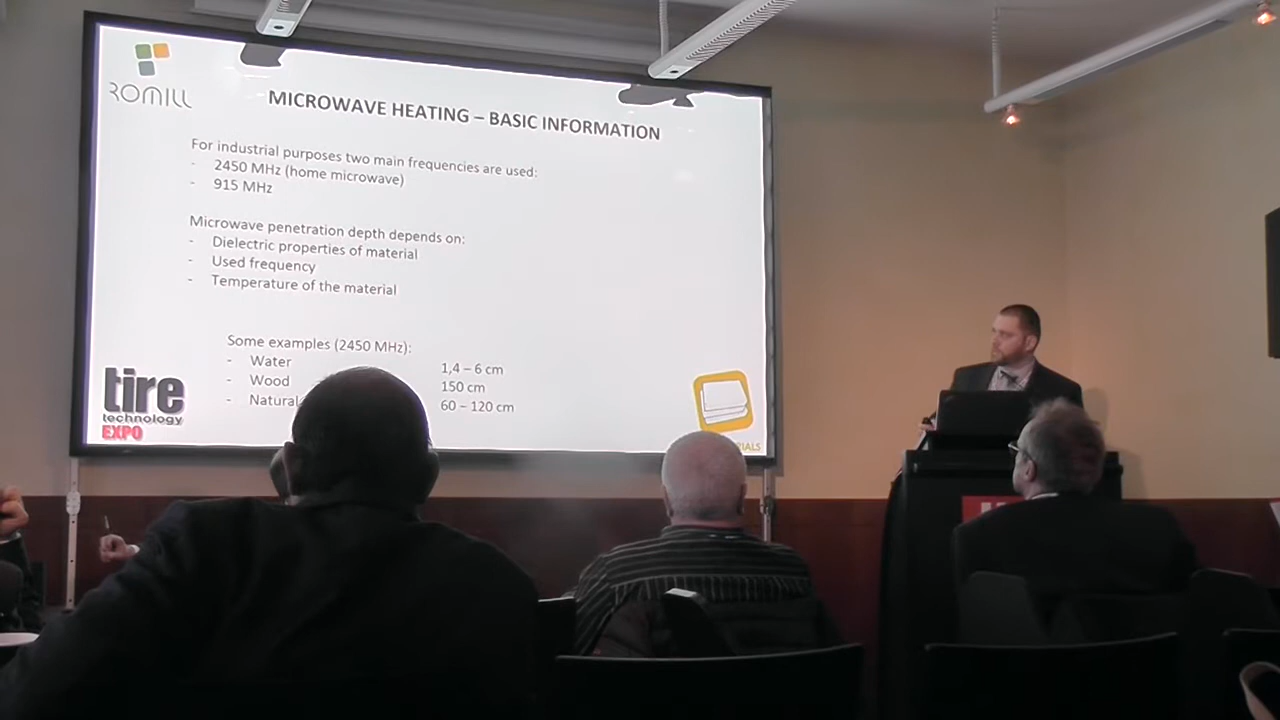 ROMILL
MICROWAVE HEATING – BASIC INFORMATION
For industrial purposes two main frequencies are used:
- 2450 MHz (home microwave)
- 915 MHz
Microwave penetration depth depends on:
- Dielectric properties of material
- Used frequency
- Temperature of the material
Some examples (2450 MHz):
- Water 1,4 – 6 cm
- Wood 150 cm
- Natural 60 – 120 cm
tire
technology
EXPO